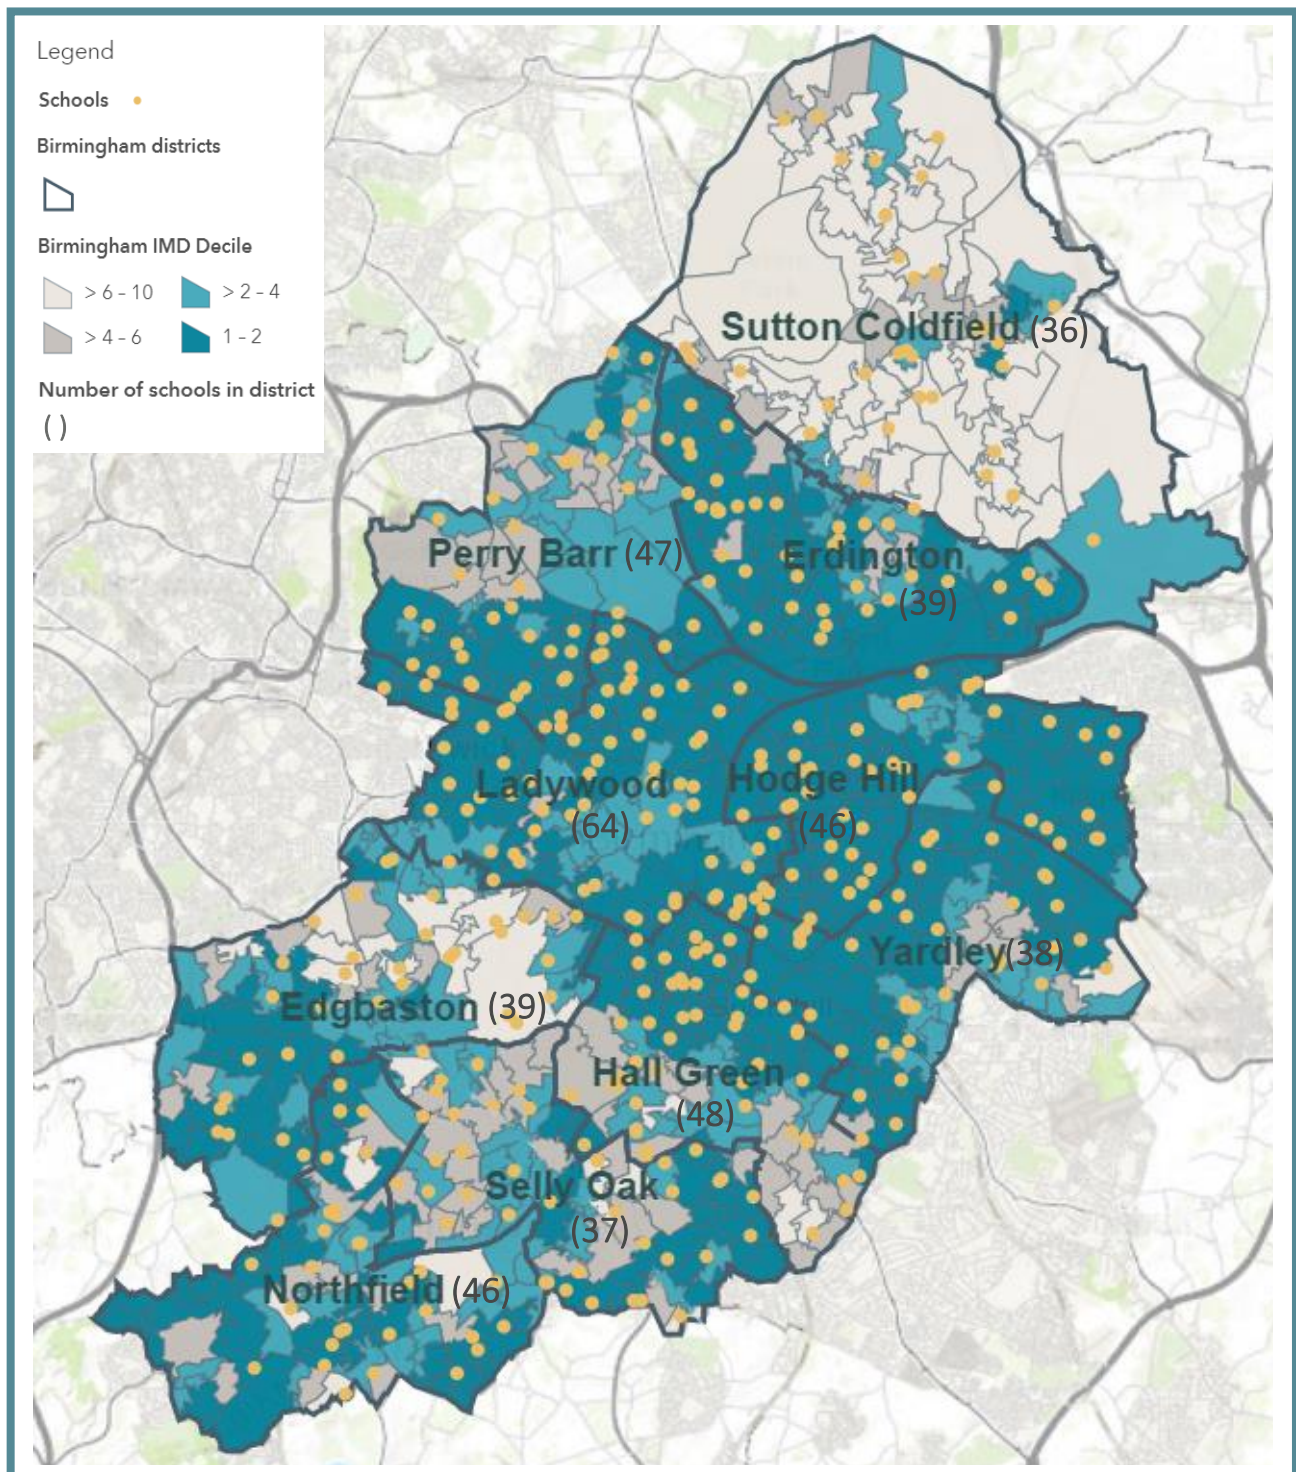 Legend
Schools
Birmingham districts
Birmingham IMD Decile
> 6 - 10
> 2 - 4
> 4 - 6
1 - 2
Number of schools in district
( )
Sutton Coldfield (36)
Perry Barr (47)
Erdington
(39)
Ladywood
(64)
Hodge Hill
(46)
Yardley (38)
Edgbaston (39)
Hall Green
(48)
Selly Oak
(37)
Northfield (46)